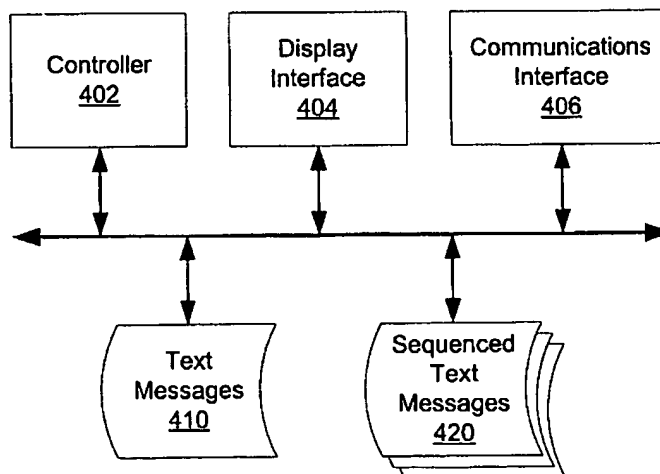 Controller
402
Display
Interface
404
Communications
Interface
406
Text
Messages
410
Sequenced
Text
Messages
420